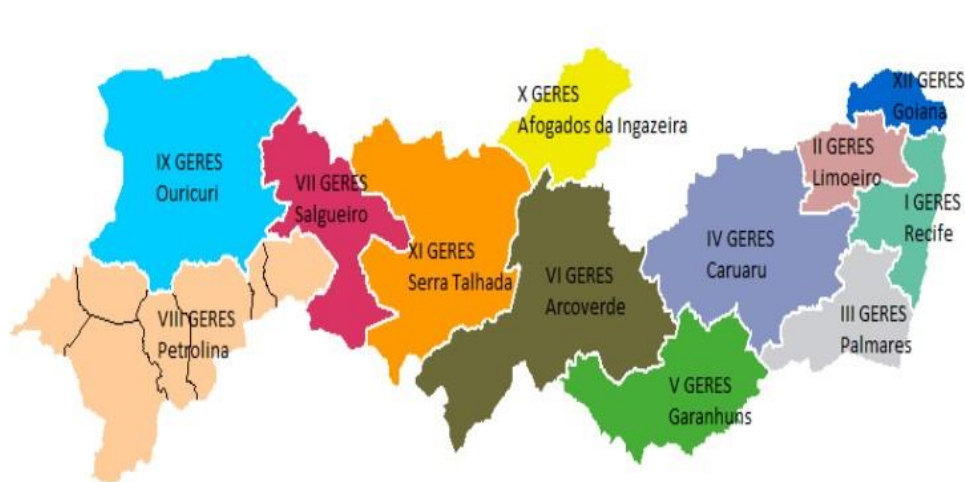 XII GERES
Goiana
X GERES
Afogados da Ingazeira
II GERES
Limoeiro
IX GERES
Ouricuri
VII GERES
Salgueiro
I GERES
Recife
IV GERES
Caruaru
XI GERES
Serra Talhada
VI GERES
Arcoverde
VIII GERES
Petrolina
III GERES
Palmares
V GERES
Garanhuns